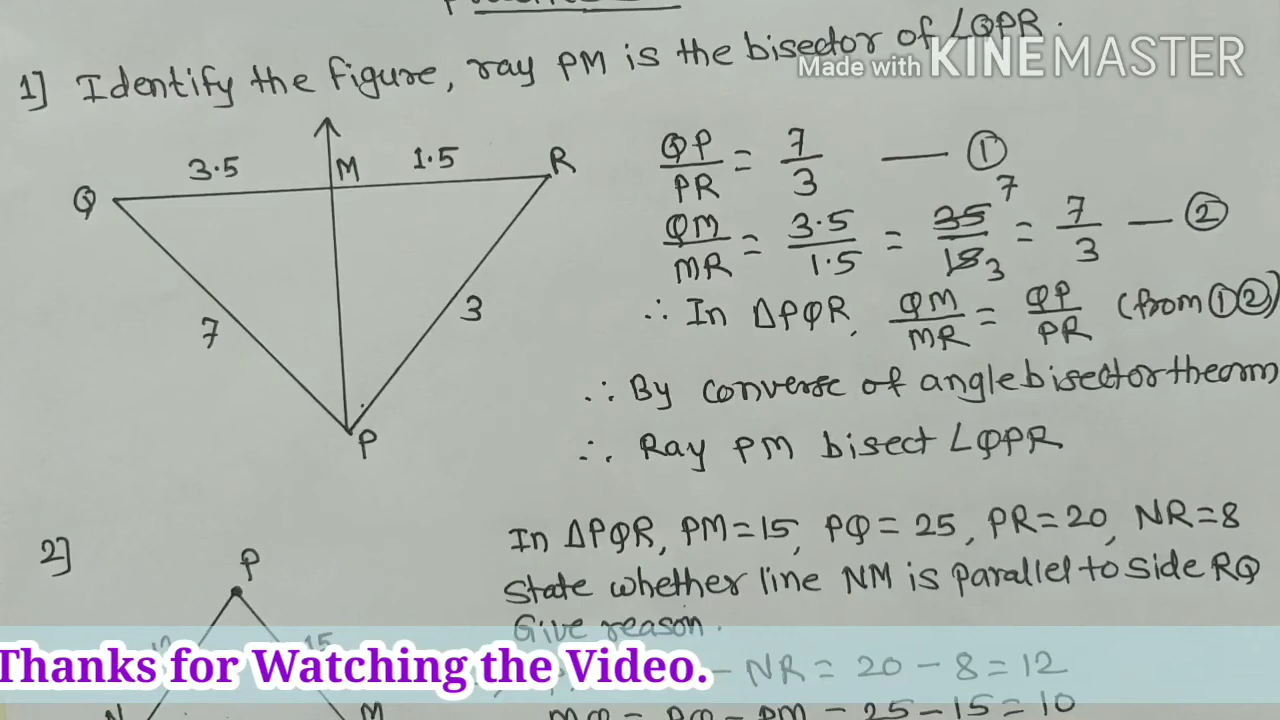 1] Identify the figure, ray PM is the bisector of ∠QPR.
Made with KINEMASTER
3.5 M 1.5 R
Q
7
3
P
QP/PR = 7/3 — ①
QM/MR = 3.5/1.5 = 35/15 7/3 = 7/3 — ②
∴ In ΔPQR, QM/MR = QP/PR (from ①②)
∴ By converse of angle bisector theorm
∴ Ray PM bisect ∠QPR
2]
P
15
N M
In ΔPQR, PM=15, PQ=25, PR=20, NR=8
State whether line NM is parallel to side RQ
Give reason.
- NR = 20 - 8 = 12
MQ = PQ - PM = 25 - 15 = 10
Thanks for Watching the Video.